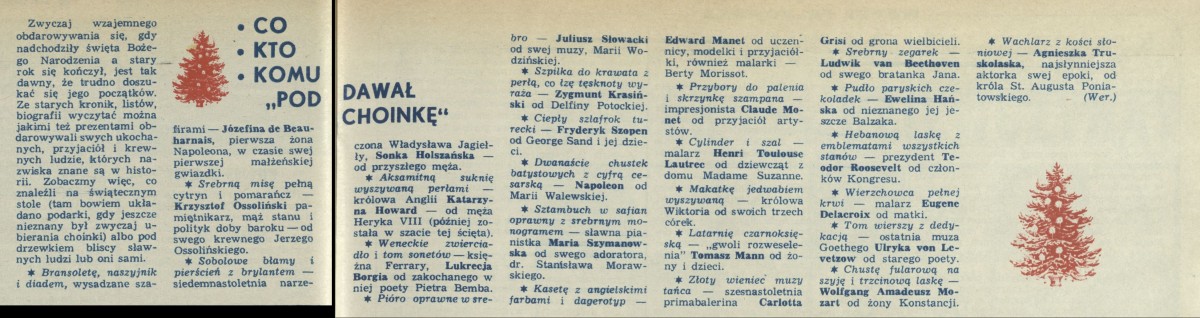 • CO
• KTO
• KOMU
„POD
DAWAŁ
CHOINKĘ“
Zwyczaj wzajemnego
obdarowywania się, gdy
nadchodziły święta Boże-
go Narodzenia a stary
rok się kończył, jest tak
dawny, że trudno doszu-
kać się jego początków.
Ze starych kronik, listów,
biografii wyczytać można
jakimi też prezentami ob-
darowywali swych ukocha-
nych, przyjaciół i krew-
nych ludzie, których na-
zwiska znane są w histo-
rii. Zobaczmy więc, co
znaleźli na świątecznym
stole (tam bowiem ukła-
dano podarki, gdy jeszcze
nieznany był zwyczaj u-
bierania choinki) albo pod
drzewkiem bliscy sław-
nych ludzi lub oni sami.
✶ Bransoletę, naszyjnik
i diadem, wysadzane sza-
firami — Józefina de Beau-
harnais, pierwsza żona
Napoleona, w czasie swej
pierwszej małżeńskiej
gwiazdki.
✶ Srebrną misę pełną
cytryn i pomarańcz —
Krzysztof Ossoliński pa-
miętnikarz, mąż stanu i
polityk doby baroku — od
swego krewnego Jerzego
Ossolińskiego.
✶ Sobolowe błamy i
pierścień z brylantem —
siedemnastoletnia narze-
czona Władysława Jagieł-
ły, Sonka Holszańska —
od przyszłego męża.
✶ Aksamitną suknię
wyszywaną perłami —
królowa Anglii Katarzy-
na Howard — od męża
Heryka VIII (później zo-
stała w szacie tej ścięta).
✶ Weneckie zwiercia-
dło i tom sonetów — księ-
żna Ferrary, Lukrecja
Borgia od zakochanego w
niej poety Pietra Bemba.
✶ Pióro oprawne w sre-
bro — Juliusz Słowacki
od swej muzy, Marii Wo-
dzińskiej.
✶ Szpilka do krawata z
perłą, co łzę tęsknoty wy-
raża — Zygmunt Krasiń-
ski od Delfiny Potockiej.
✶ Ciepły szlafrok tu-
recki — Fryderyk Szopen
od George Sand i jej dzie-
ci.
✶ Dwanaście chustek
batystowych z cyfrą ce-
sarską — Napoleon od
Marii Walewskiej.
✶ Sztambuch w safian
oprawny z srebrnym mo-
nogramem — sławna pia-
nistka Maria Szymanow-
ska od swego adoratora,
dr. Stanisława Moraw-
skiego.
✶ Kasetę z angielskimi
farbami i dagerotyp —
Edward Manet od uczen-
nicy, modelki i przyjaciół-
ki, również malarki —
Berty Morissot.
✶ Przybory do palenia
i skrzynkę szampana —
impresjonista Claude Mo-
net od przyjaciół arty-
stów.
✶ Cylinder i szal —
malarz Henri Toulouse
Lautrec od dziewcząt z
domu Madame Suzanne.
✶ Makatkę jedwabiem
wyszywaną — królowa
Wiktoria od swoich trzech
córek.
✶ Latarnię czarnoksię-
ską — „gwoli rozwesele-
nia” Tomasz Mann od żo-
ny i dzieci.
✶ Złoty wieniec muzy
tańca — szesnastoletnia
primabalerina Carlotta
Grisi od grona wielbicieli.
✶ Srebrny zegarek —
Ludwik van Beethoven
od swego bratanka Jana.
✶ Pudło paryskich cze-
koladek — Ewelina Hań-
ska od nieznanego jej je-
szcze Balzaka.
✶ Hebanową laskę z
emblematami wszystkich
stanów — prezydent Te-
odor Roosevelt od człon-
ków Kongresu.
✶ Wierzchowca pełnej
krwi — malarz Eugene
Delacroix od matki.
✶ Tom wierszy z dedy-
kacją — ostatnia muza
Goethego Ulryka von Le-
vetzow od starego poety.
✶ Chustę fularową na
szyję i trzcinową laskę —
Wolfgang Amadeusz Mo-
zart od żony Konstancji.
✶ Wachlarz z kości sło-
niowej — Agnieszka Tru-
skolaska, najsłynniejsza
aktorka swej epoki, od
króla St. Augusta Ponia-
towskiego. (Wer.)